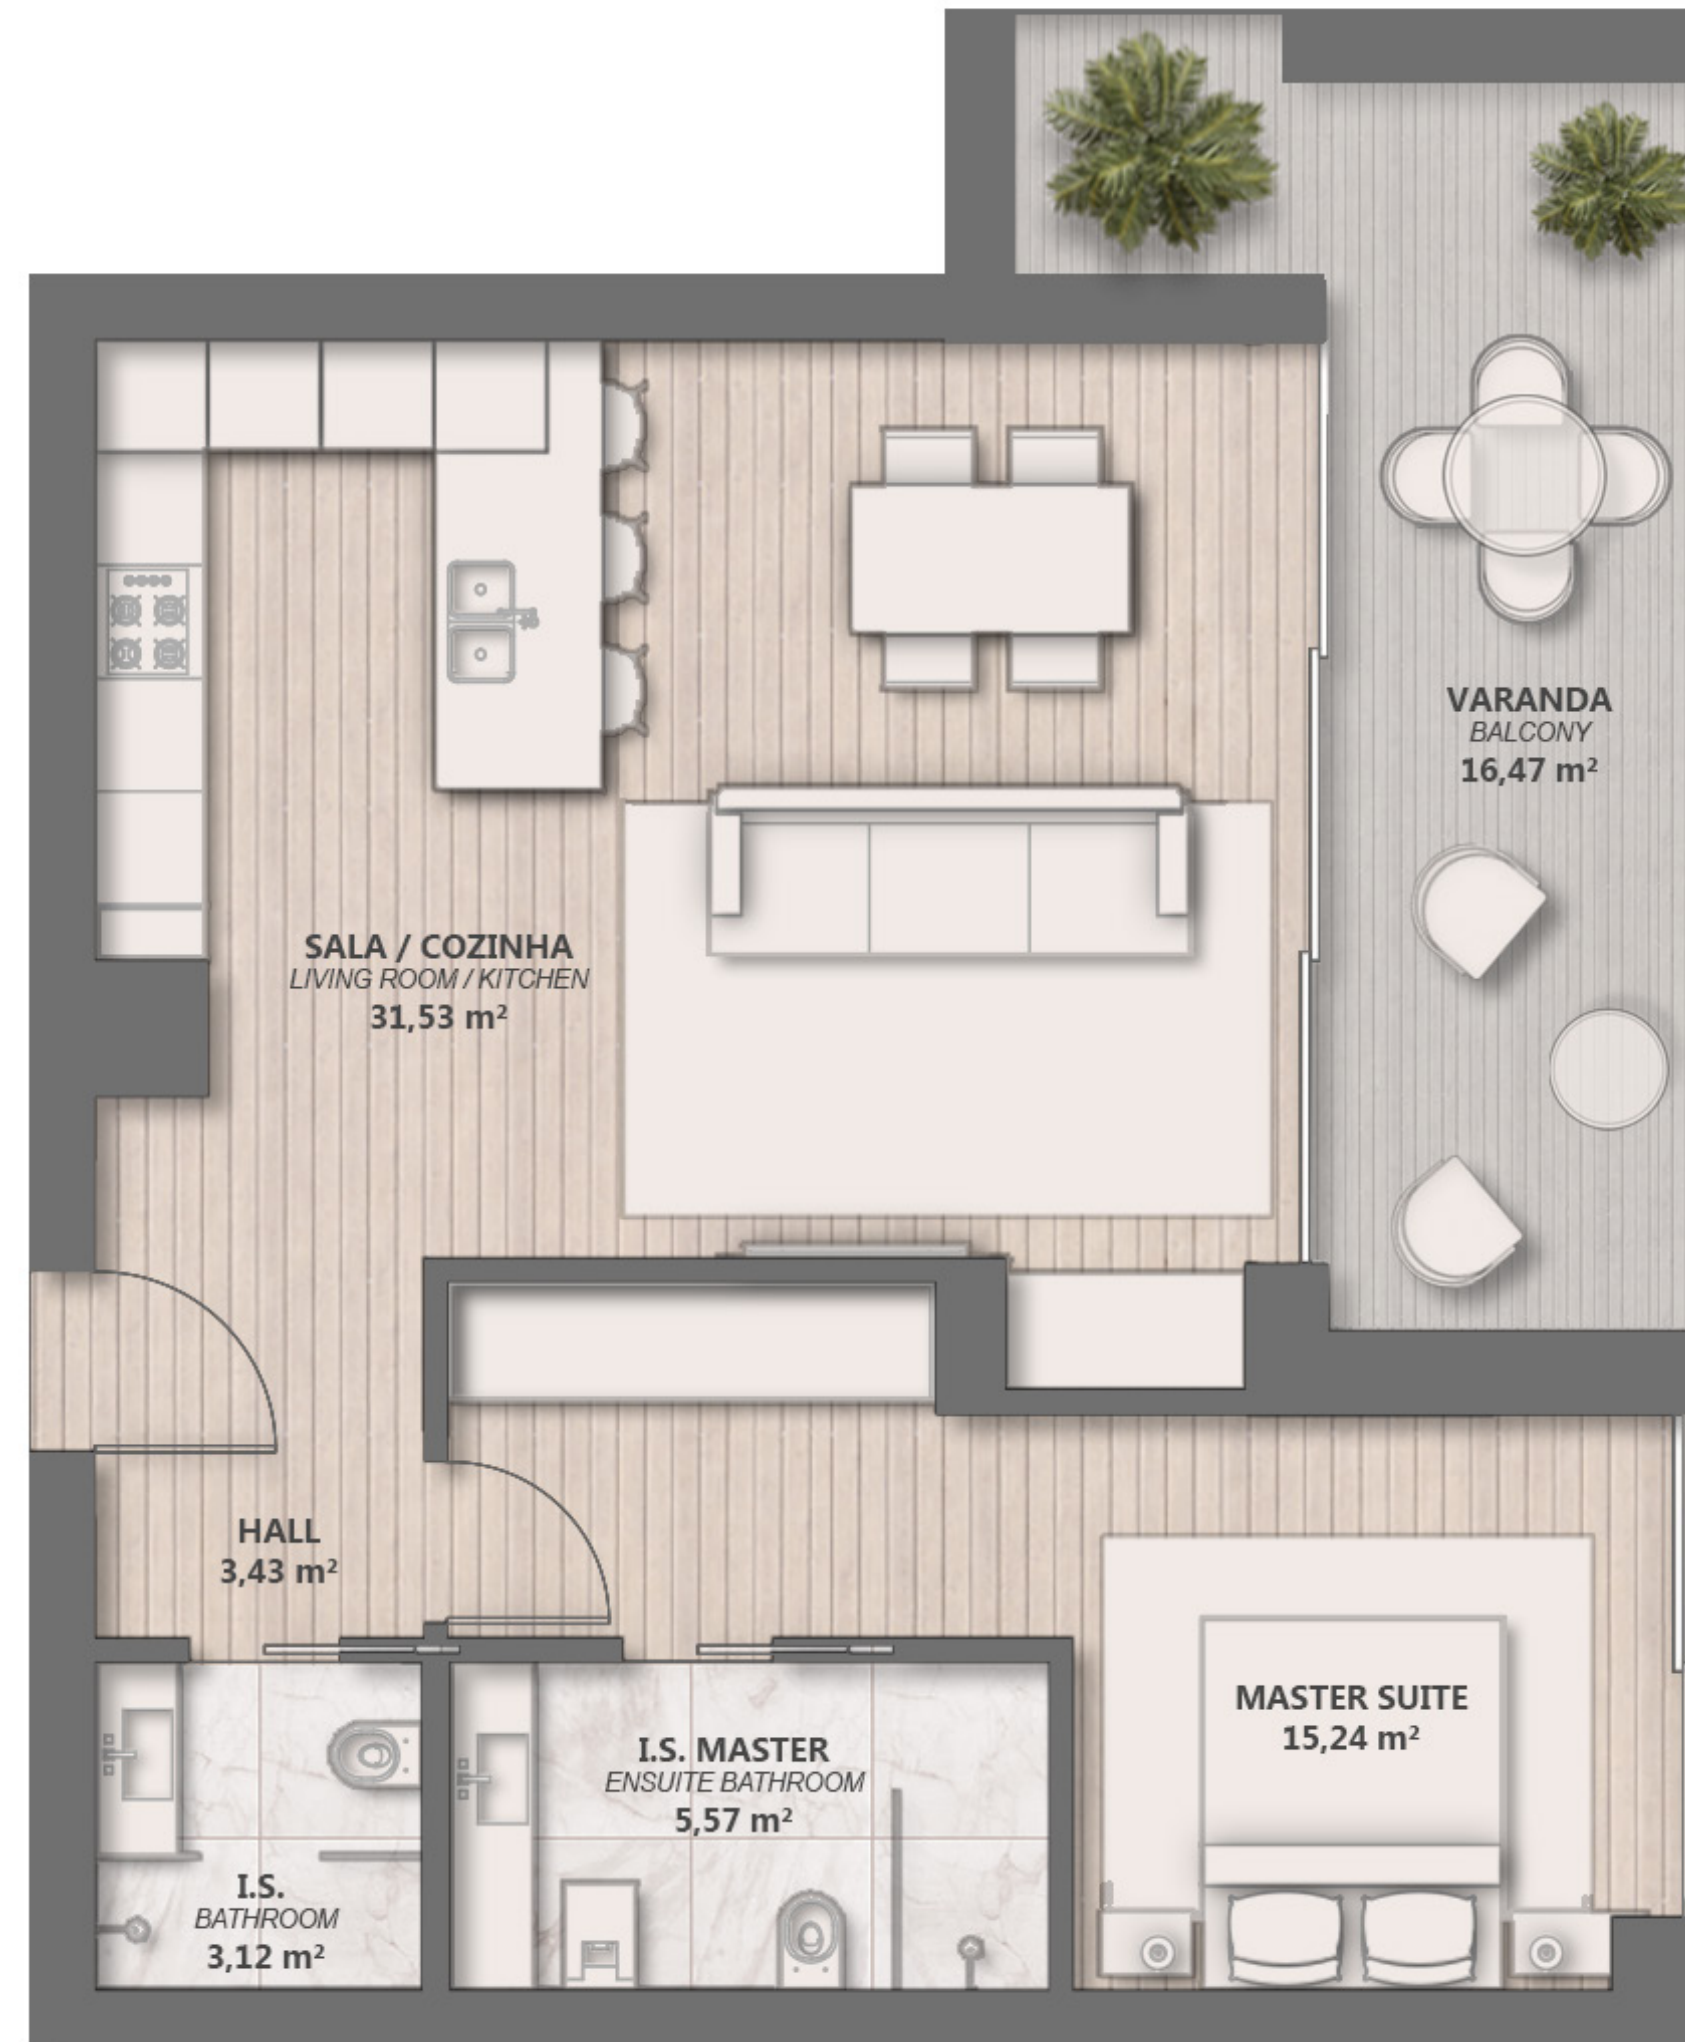 VARANDA
BALCONY
16,47 m²
SALA / COZINHA
LIVING ROOM / KITCHEN
31,53 m²
HALL
3,43 m²
MASTER SUITE
15,24 m²
I.S. MASTER
ENSUITE BATHROOM
5,57 m²
I.S.
BATHROOM
3,12 m²